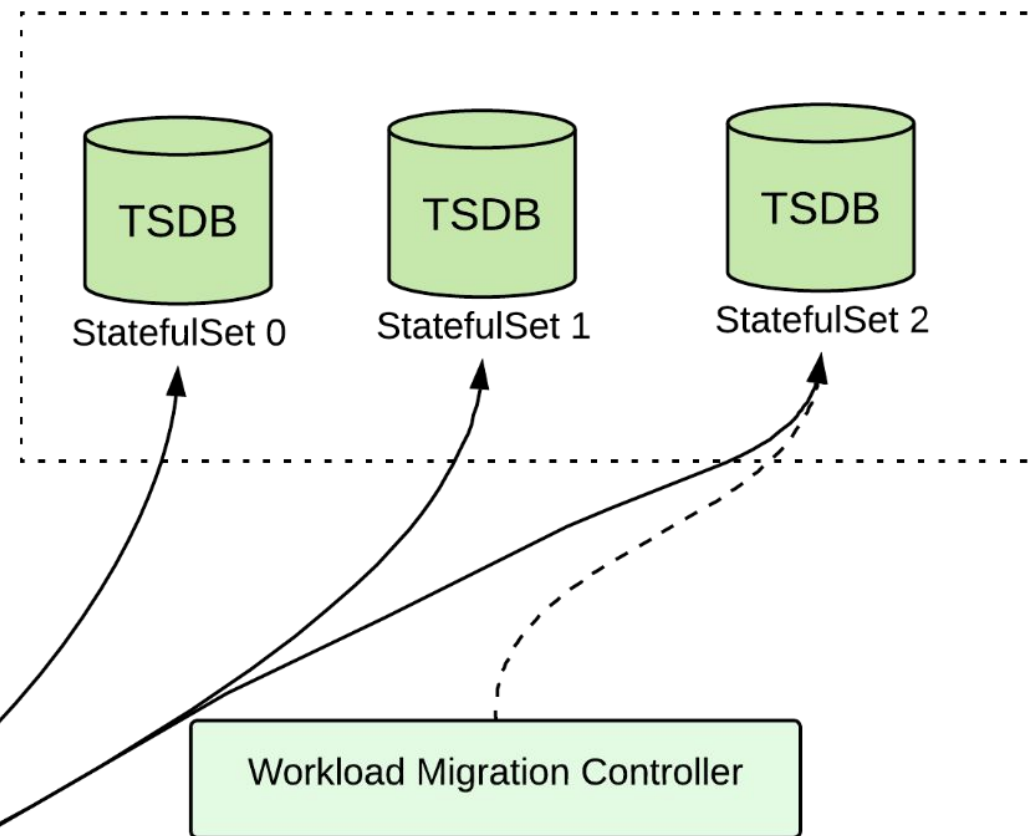 TSDB
TSDB
TSDB
StatefulSet 0
StatefulSet 1
StatefulSet 2
Workload Migration Controller